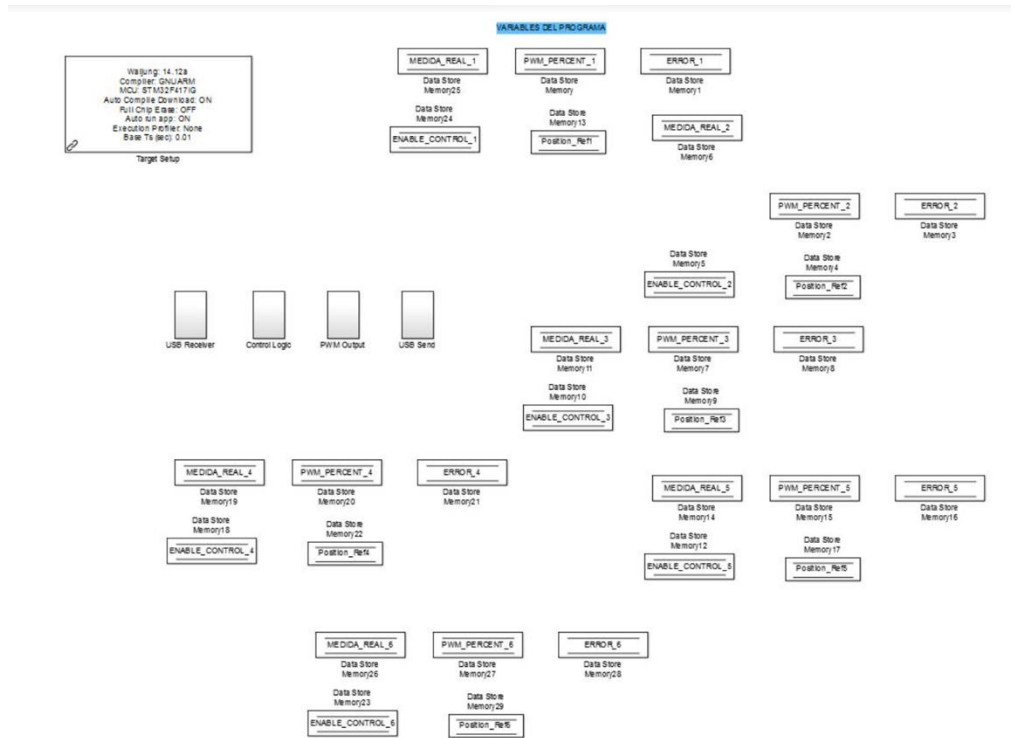 VARIABLES DEL PROGRAMA
Waijung: 14.12a
Compiler: GNUARM
MCU: STM32F417IG
Auto Compile Download: ON
Full Chip Erase: OFF
Auto run app: ON
Execution Profiler: None
Base Ts (sec): 0.01
Target Setup
MEDIDA_REAL_1
Data Store
Memory25
PWM_PERCENT_1
Data Store
Memory
ERROR_1
Data Store
Memory1
Data Store
Memory24
ENABLE_CONTROL_1
Data Store
Memory13
Position_Ref1
MEDIDA_REAL_2
Data Store
Memory6
PWM_PERCENT_2
Data Store
Memory2
ERROR_2
Data Store
Memory3
Data Store
Memory5
ENABLE_CONTROL_2
Data Store
Memory4
Position_Ref2
USB Receiver
Control Logic
PWM Output
USB Send
MEDIDA_REAL_3
Data Store
Memory11
PWM_PERCENT_3
Data Store
Memory7
ERROR_3
Data Store
Memory8
Data Store
Memory10
ENABLE_CONTROL_3
Data Store
Memory9
Position_Ref3
MEDIDA_REAL_4
Data Store
Memory19
PWM_PERCENT_4
Data Store
Memory20
ERROR_4
Data Store
Memory21
Data Store
Memory18
ENABLE_CONTROL_4
Data Store
Memory22
Position_Ref4
MEDIDA_REAL_5
Data Store
Memory14
PWM_PERCENT_5
Data Store
Memory15
ERROR_5
Data Store
Memory16
Data Store
Memory12
ENABLE_CONTROL_5
Data Store
Memory17
Position_Ref5
MEDIDA_REAL_6
Data Store
Memory26
PWM_PERCENT_6
Data Store
Memory27
ERROR_6
Data Store
Memory28
Data Store
Memory23
ENABLE_CONTROL_6
Data Store
Memory29
Position_Ref6